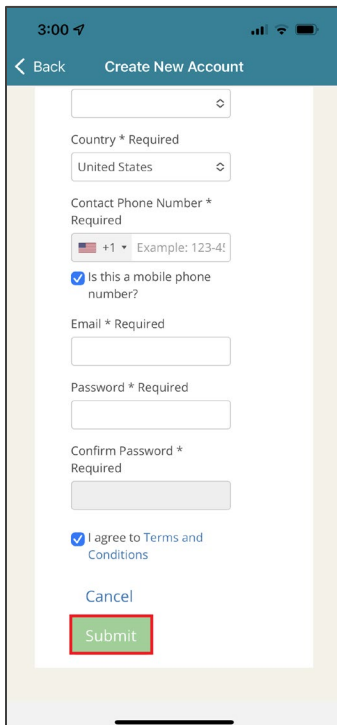 3:00
Back Create New Account
Country * Required
United States
Contact Phone Number *
Required
+1 Example: 123-45
Is this a mobile phone
number?
Email * Required
Password * Required
Confirm Password *
Required
I agree to Terms and
Conditions
Cancel
Submit